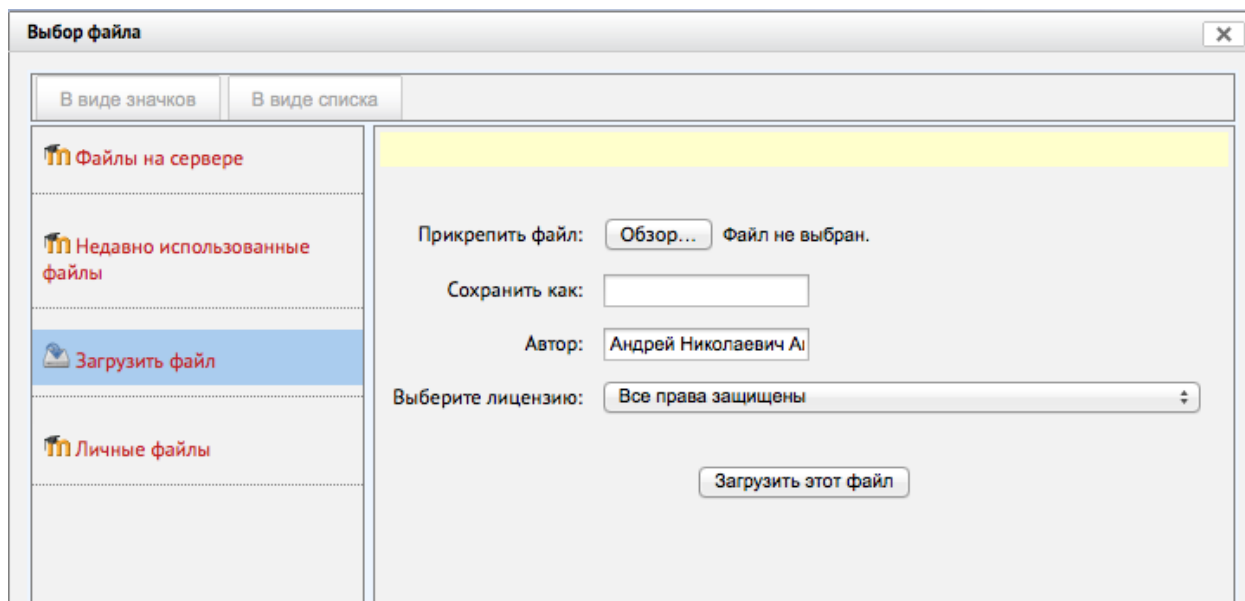 Выбор файла
В виде значков
В виде списка
Файлы на сервере
Недавно использованные
файлы
Загрузить файл
Личные файлы
Прикрепить файл: Обзор... Файл не выбран.
Сохранить как:
Автор: Андрей Николаевич
Выберите лицензию: Все права защищены
Загрузить этот файл